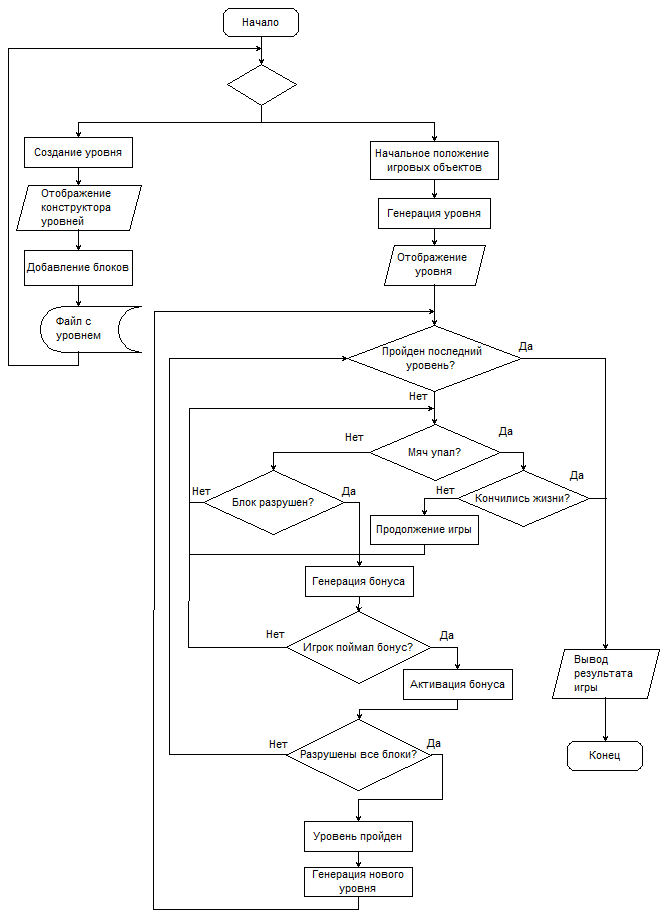 Начало
Создание уровня
Отображение
конструктора
уровней
Добавление блоков
Файл с
уровнем
Начальное положение
игровых объектов
Генерация уровня
Отображение
уровня
Пройден последний
уровень?
Да
Нет
Мяч упал?
Нет
Да
Блок разрушен?
Нет
Да
Кончились жизни?
Нет
Да
Продолжение игры
Генерация бонуса
Игрок поймал бонус?
Нет
Да
Активация бонуса
Разрушены все блоки?
Нет
Да
Уровень пройден
Генерация нового
уровня
Вывод
результата
игры
Конец